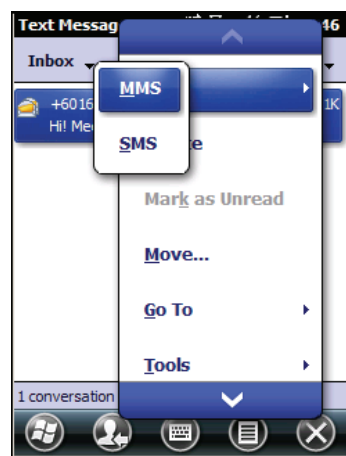 Text Messag
46
Inbox
+6016
1K
Hi! Me
MMS
SMS
te
Mark as Unread
Move...
Go To
Tools
1 conversation